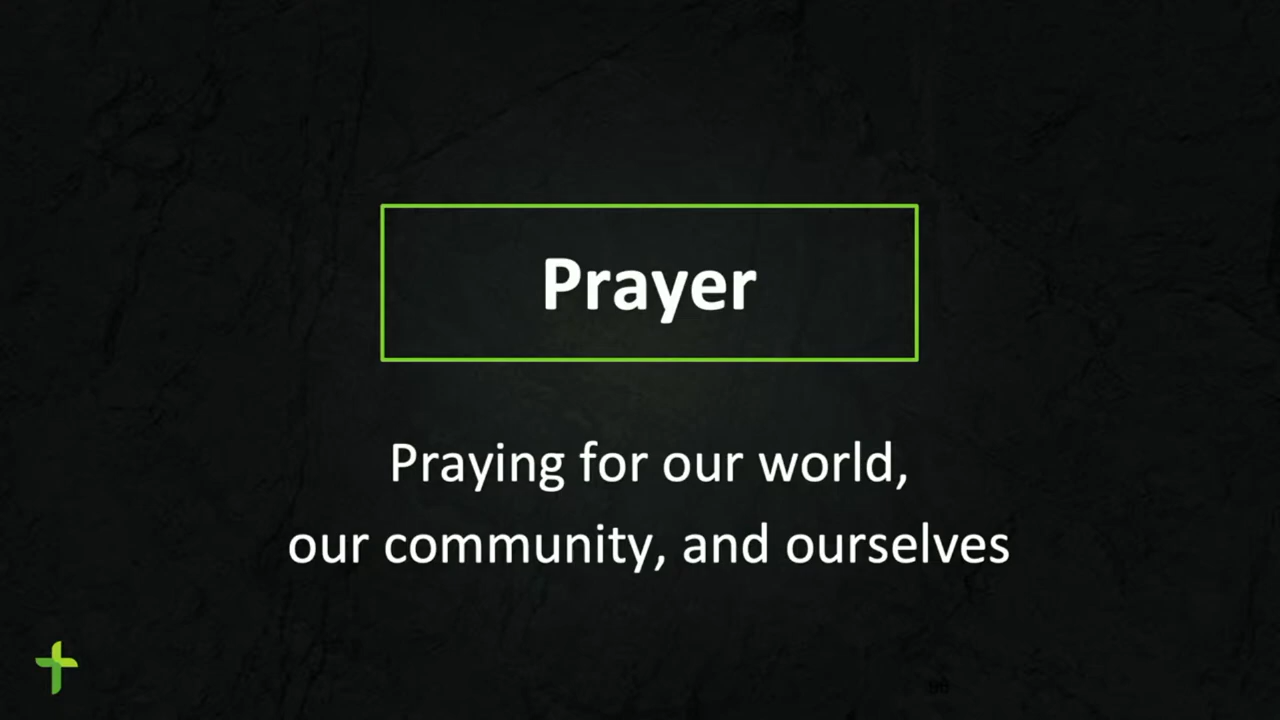 Prayer
Praying for our world,
our community, and ourselves